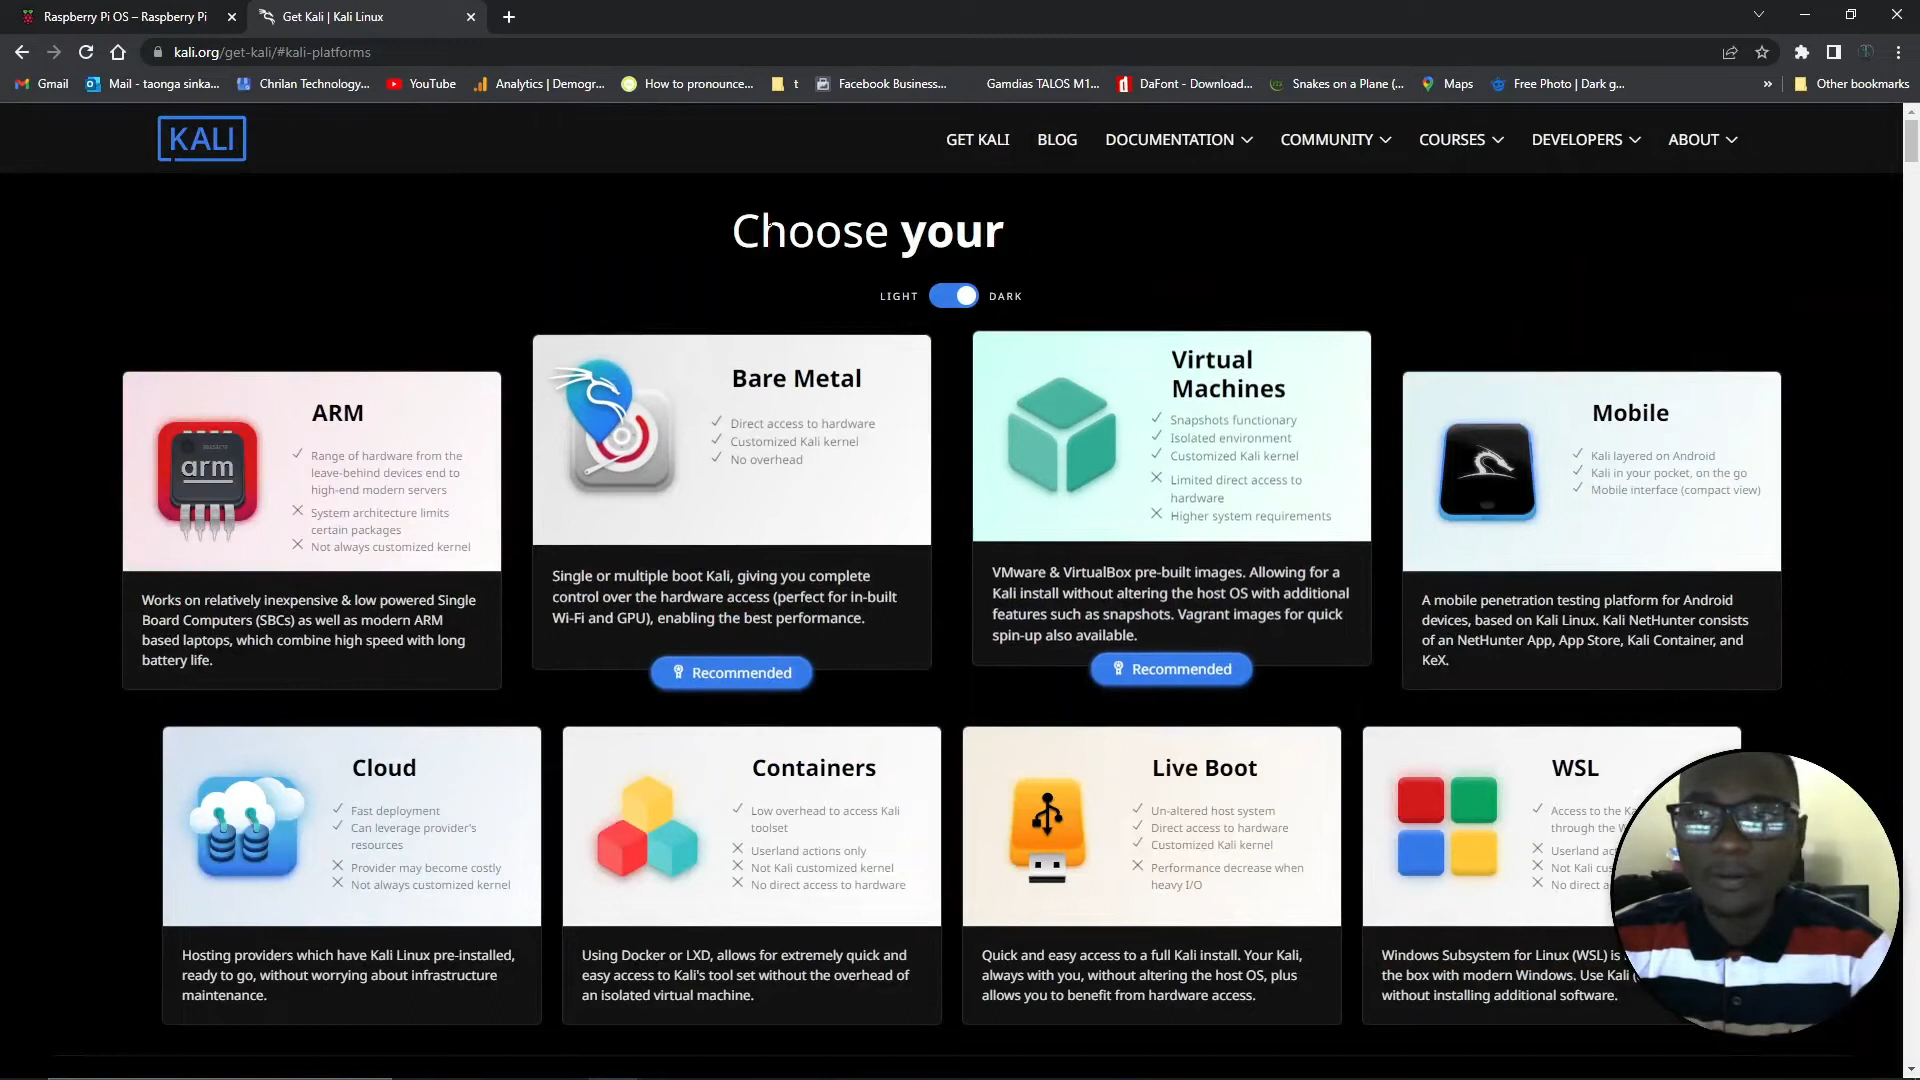 Raspberry Pi OS – Raspberry Pi
Get Kali | Kali Linux
kali.org/get-kali/#kali-platforms
Gmail
Mail - taonga sinka...
Chrilan Technology...
YouTube
Analytics | Demogr...
How to pronounce...
t
Facebook Business...
Gamdias TALOS M1...
DaFont - Download...
Snakes on a Plane (...
Maps
Free Photo | Dark g...
»
Other bookmarks
KALI
GET KALI
BLOG
DOCUMENTATION
COMMUNITY
COURSES
DEVELOPERS
ABOUT
Choose your
LIGHT
DARK
ARM
arm
Range of hardware from the
leave-behind devices end to
high-end modern servers
System architecture limits
certain packages
Not always customized kernel
Works on relatively inexpensive & low powered Single
Board Computers (SBCs) as well as modern ARM
based laptops, which combine high speed with long
battery life.
Bare Metal
Direct access to hardware
Customized Kali kernel
No overhead
Single or multiple boot Kali, giving you complete
control over the hardware access (perfect for in-built
Wi-Fi and GPU), enabling the best performance.
Recommended
Virtual
Machines
Snapshots functionary
Isolated environment
Customized Kali kernel
Limited direct access to
hardware
Higher system requirements
VMware & VirtualBox pre-built images. Allowing for a
Kali install without altering the host OS with additional
features such as snapshots. Vagrant images for quick
spin-up also available.
Recommended
Mobile
Kali layered on Android
Kali in your pocket, on the go
Mobile interface (compact view)
A mobile penetration testing platform for Android
devices, based on Kali Linux. Kali NetHunter consists
of an NetHunter App, App Store, Kali Container, and
KeX.
Cloud
Fast deployment
Can leverage provider's
resources
Provider may become costly
Not always customized kernel
Hosting providers which have Kali Linux pre-installed,
ready to go, without worrying about infrastructure
maintenance.
Containers
Low overhead to access Kali
toolset
Userland actions only
Not Kali customized kernel
No direct access to hardware
Using Docker or LXD, allows for extremely quick and
easy access to Kali's tool set without the overhead of
an isolated virtual machine.
Live Boot
Un-altered host system
Direct access to hardware
Customized Kali kernel
Performance decrease when
heavy I/O
Quick and easy access to a full Kali install. Your Kali,
always with you, without altering the host OS, plus
allows you to benefit from hardware access.
WSL
Access to the Ka
through the W
Userland ac
Not Kali cus
No direct a
Windows Subsystem for Linux (WSL) is
the box with modern Windows. Use Kali (
without installing additional software.